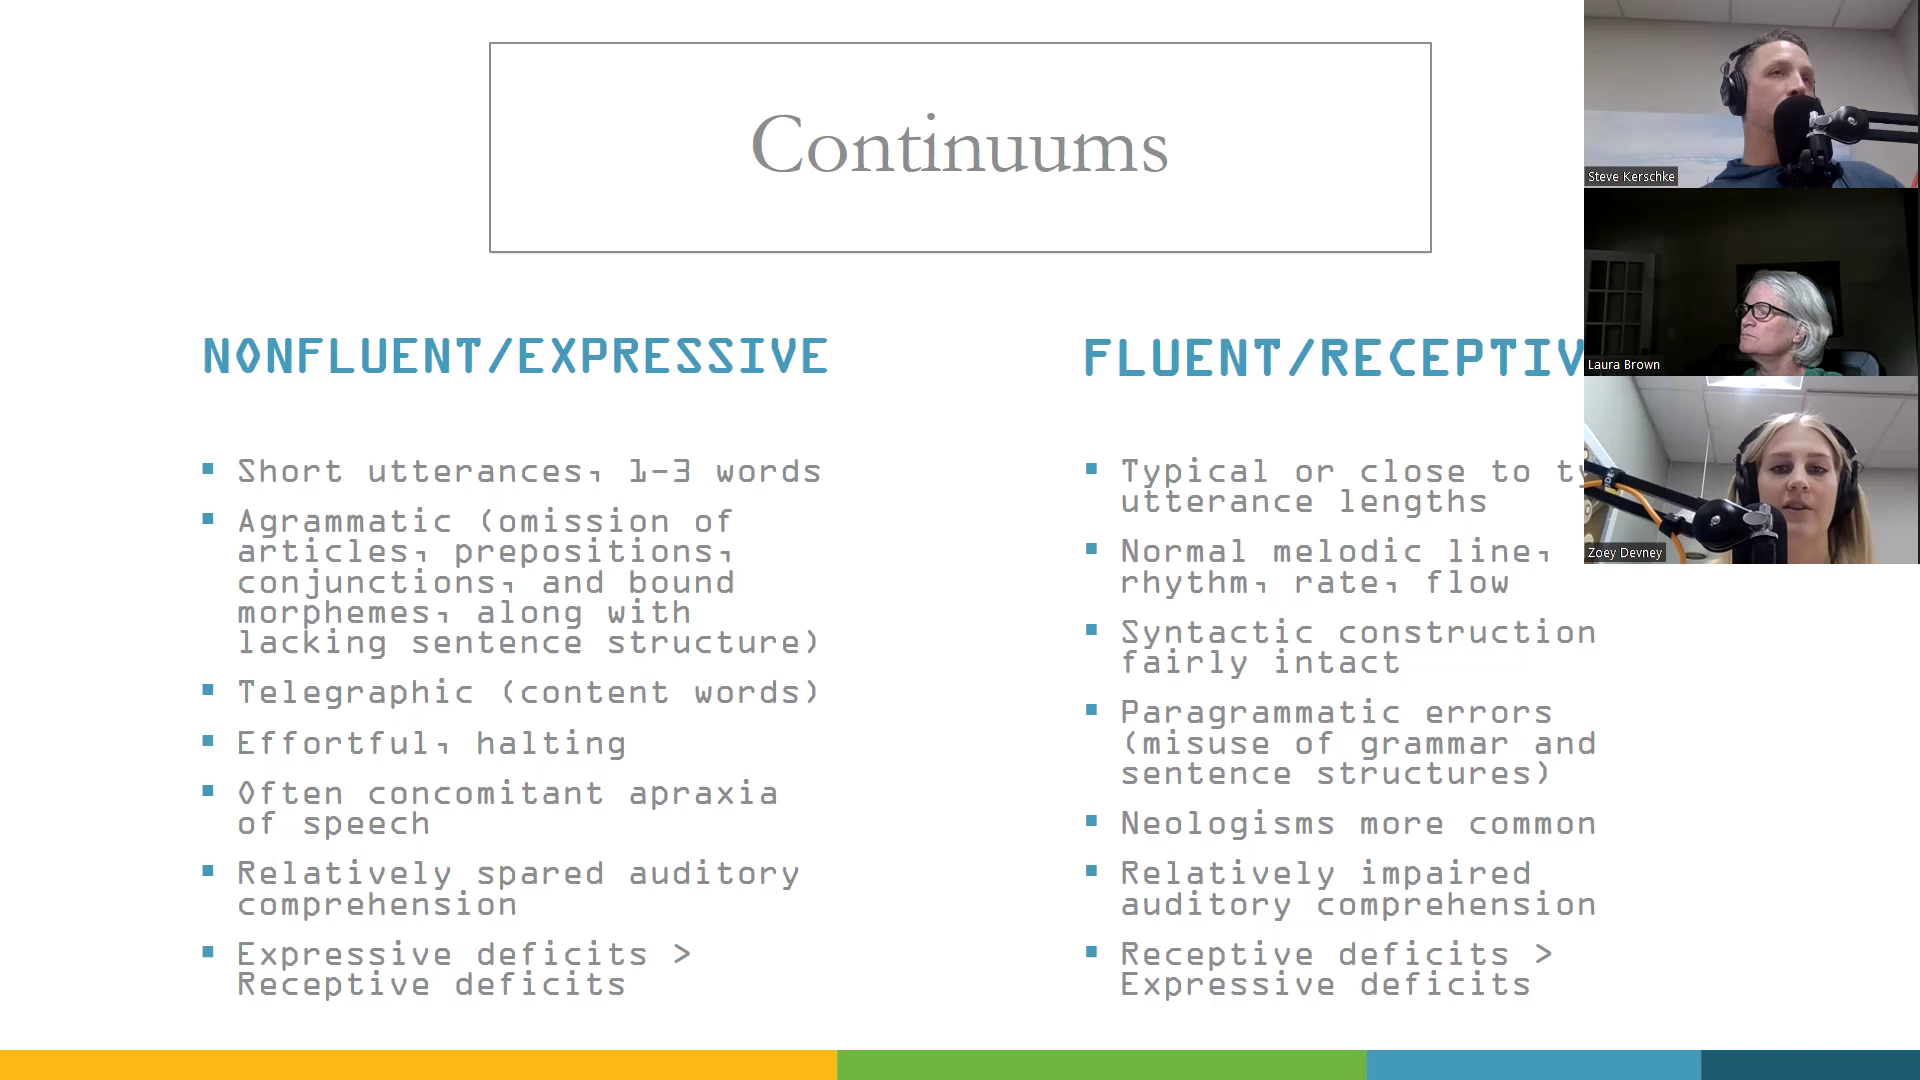 Continuums
NONFLUENT/EXPRESSIVE
Short utterances, 1-3 words
Agrammatic (omission of
articles, prepositions,
conjunctions, and bound
morphemes, along with
lacking sentence structure)
Telegraphic (content words)
Effortful, halting
Often concomitant apraxia
of speech
Relatively spared auditory
comprehension
Expressive deficits >
Receptive deficits
FLUENT/RECEPTIV
Typical or close to
utterance lengths
Normal melodic line,
rhythm, rate, flow
Syntactic construction
fairly intact
Paragrammatic errors
(misuse of grammar and
sentence structures)
Neologisms more common
Relatively impaired
auditory comprehension
Receptive deficits >
Expressive deficits
Steve Kerschke
Laura Brown
Zoey Devney